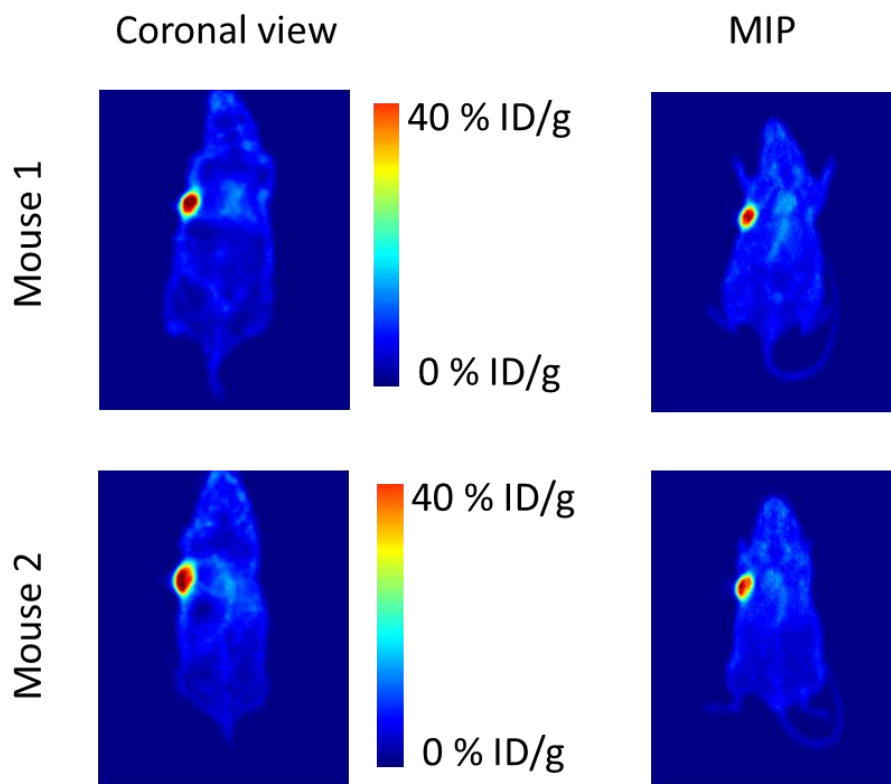 Coronal view
MIP
Mouse 1
40 % ID/g
0 % ID/g
Mouse 2
40 % ID/g
0 % ID/g